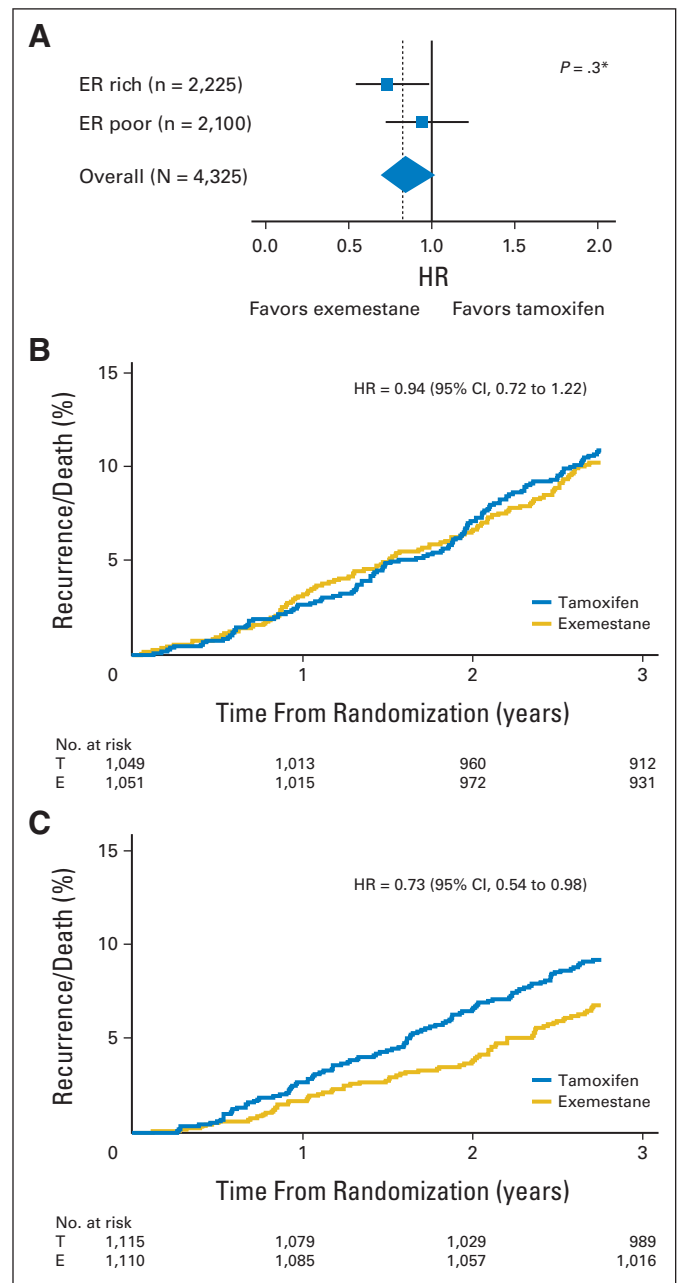 A
ER rich (n = 2,225)
P = .3*
ER poor (n = 2,100)
Overall (N = 4,325)
0.0 0.5 1.0 1.5 2.0
HR
Favors exemestane Favors tamoxifen
B
Recurrence/Death (%)
15
10
5
0
HR = 0.94 (95% CI, 0.72 to 1.22)
Tamoxifen
Exemestane
1 2 3
Time From Randomization (years)
No. at risk
T 1,049 1,013 960 912
E 1,051 1,015 972 931
C
Recurrence/Death (%)
15
10
5
0
HR = 0.73 (95% CI, 0.54 to 0.98)
Tamoxifen
Exemestane
1 2 3
Time From Randomization (years)
No. at risk
T 1,115 1,079 1,029 989
E 1,110 1,085 1,057 1,016